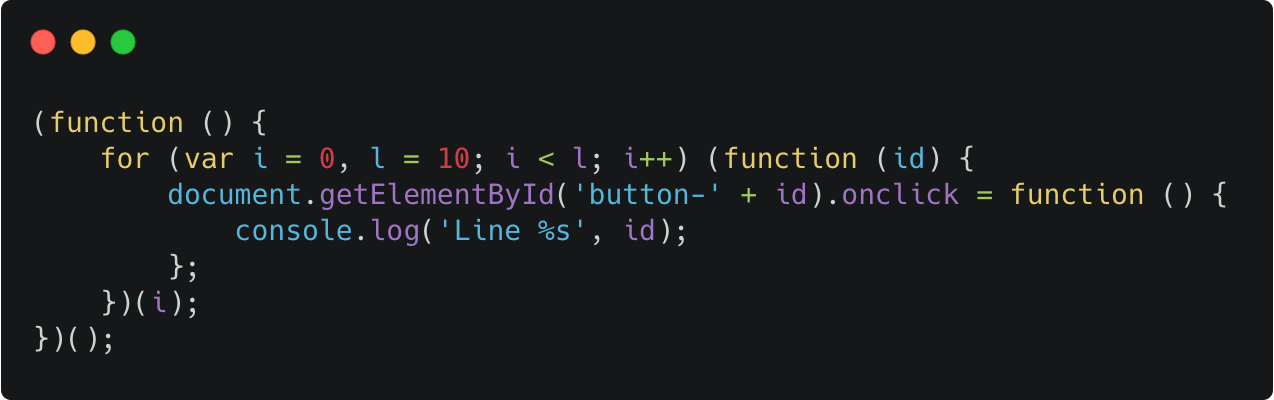 (function () {
    for (var i = 0, l = 10; i < l; i++) (function (id) {
        document.getElementById('button-' + id).onclick = function () {
            console.log('Line %s', id);
        };
    })(i);
})();